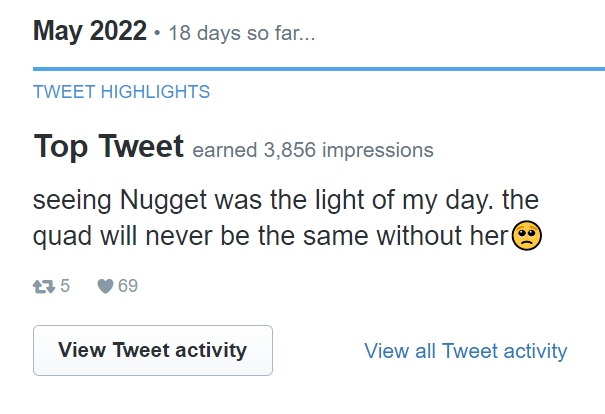 May 2022 • 18 days so far...
TWEET HIGHLIGHTS
Top Tweet earned 3,856 impressions
seeing Nugget was the light of my day. the
quad will never be the same without her🥺
5 69
View Tweet activity View all Tweet activity